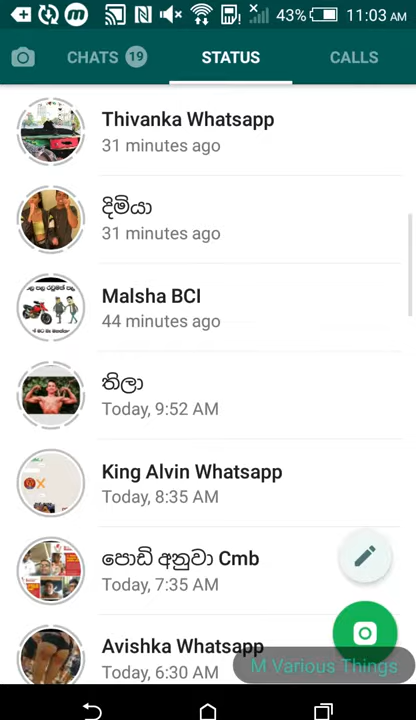 43% 11:03 AM
CHATS 19 STATUS CALLS
Thivanka Whatsapp
31 minutes ago
දිමියා
31 minutes ago
Malsha BCI
44 minutes ago
තිලා
Today, 9:52 AM
King Alvin Whatsapp
Today, 8:35 AM
පොඩි අනුවා Cmb
Today, 7:35 AM
Avishka Whatsapp
Today, 6:30 AM
M Various Things